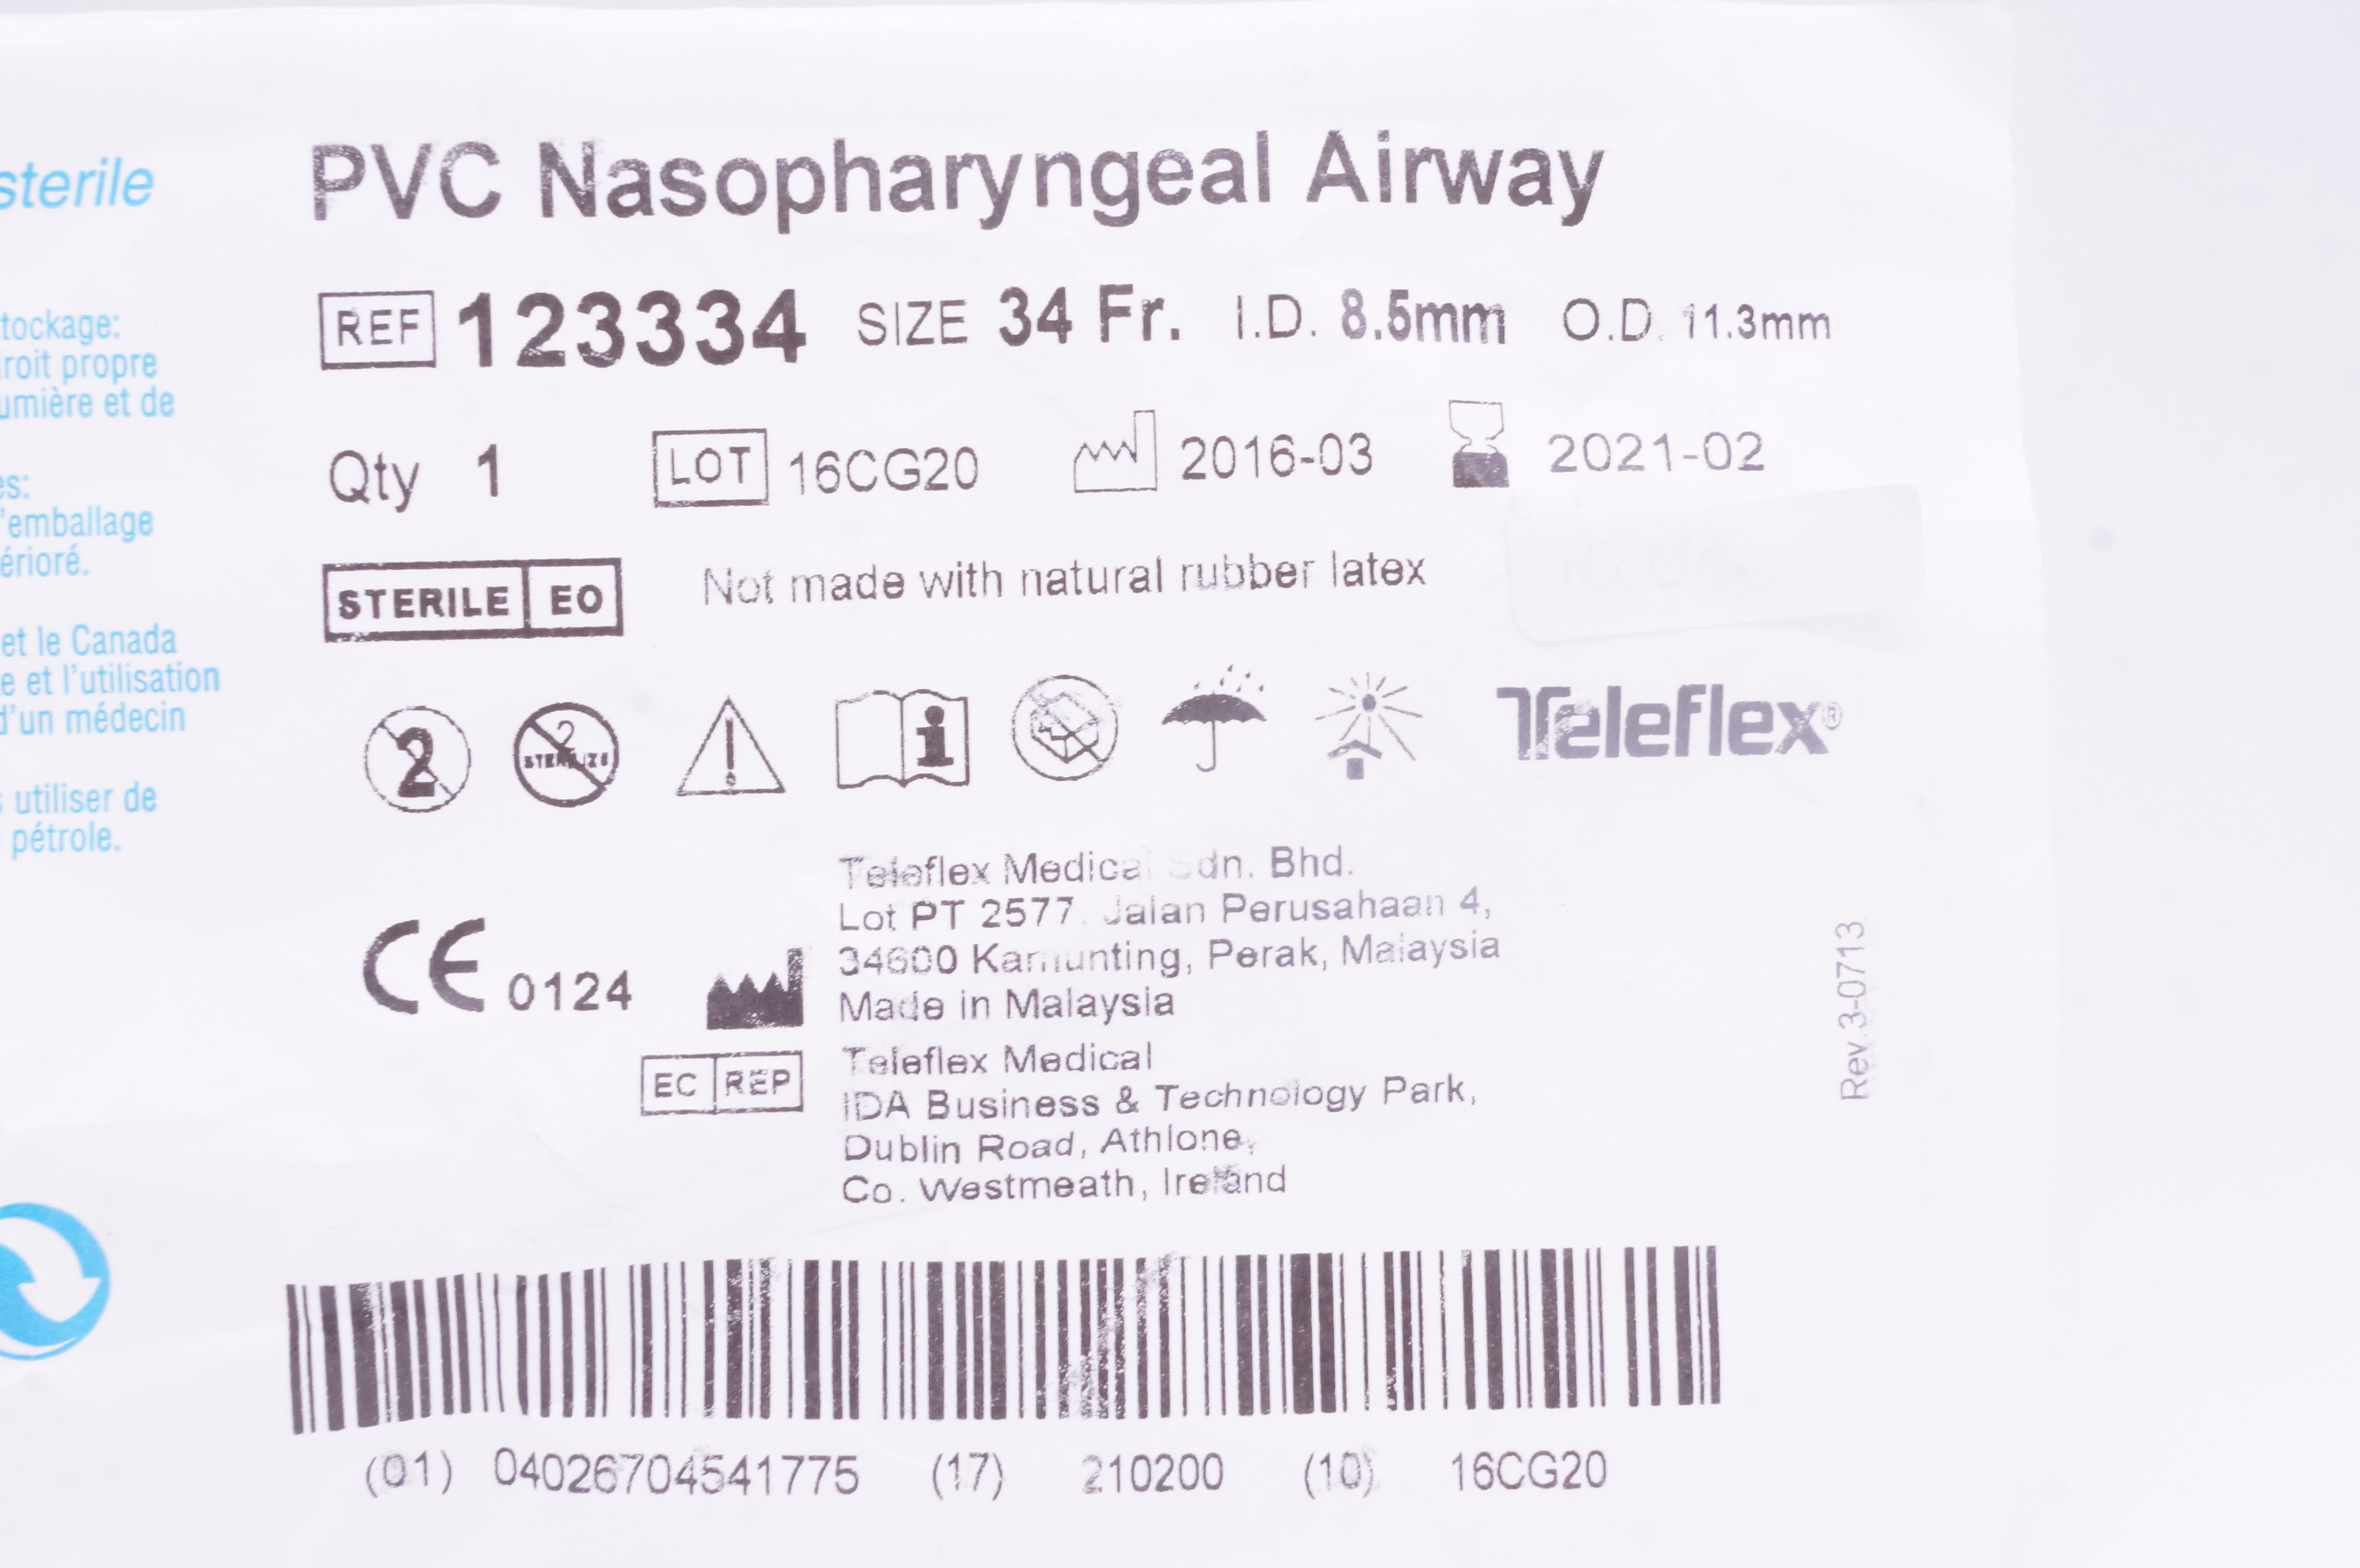 sterile
tockage:
roit propre
umière et de
es:
'emballage
érioré.
et le Canada
e et l'utilisation
d'un médecin
s utiliser de
pétrole.
PVC Nasopharyngeal Airway
REF 123334 SIZE 34 Fr. I.D. 8.5mm O.D. 11.3mm
Qty 1 LOT 16CG20 2016-03 2021-02
STERILE EO Not made with natural rubber latex
2 2 STERILIZE Teleflex®
Teleflex Medical Sdn. Bhd.
Lot PT 2577, Jalan Perusahaan 4,
34600 Kamunting, Perak, Malaysia
Made in Malaysia
CE 0124
EC REP Teleflex Medical
IDA Business & Technology Park,
Dublin Road, Athlone,
Co. Westmeath, Ireland
Rev.3-0713
(01) 04026704541775 (17) 210200 (10) 16CG20